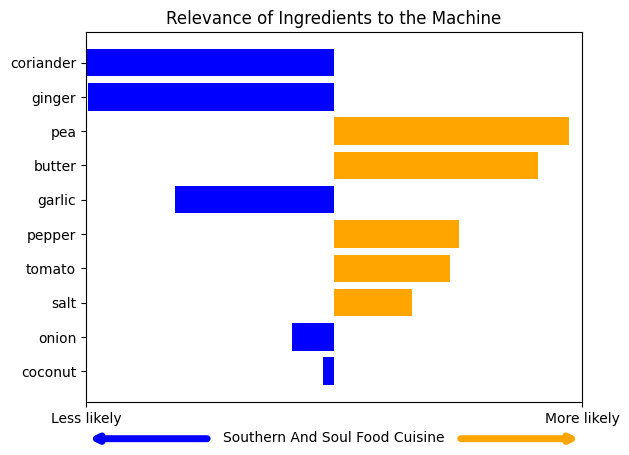 Relevance of Ingredients to the Machine
coriander
ginger
pea
butter
garlic
pepper
tomato
salt
onion
coconut
Less likely More likely
Southern And Soul Food Cuisine